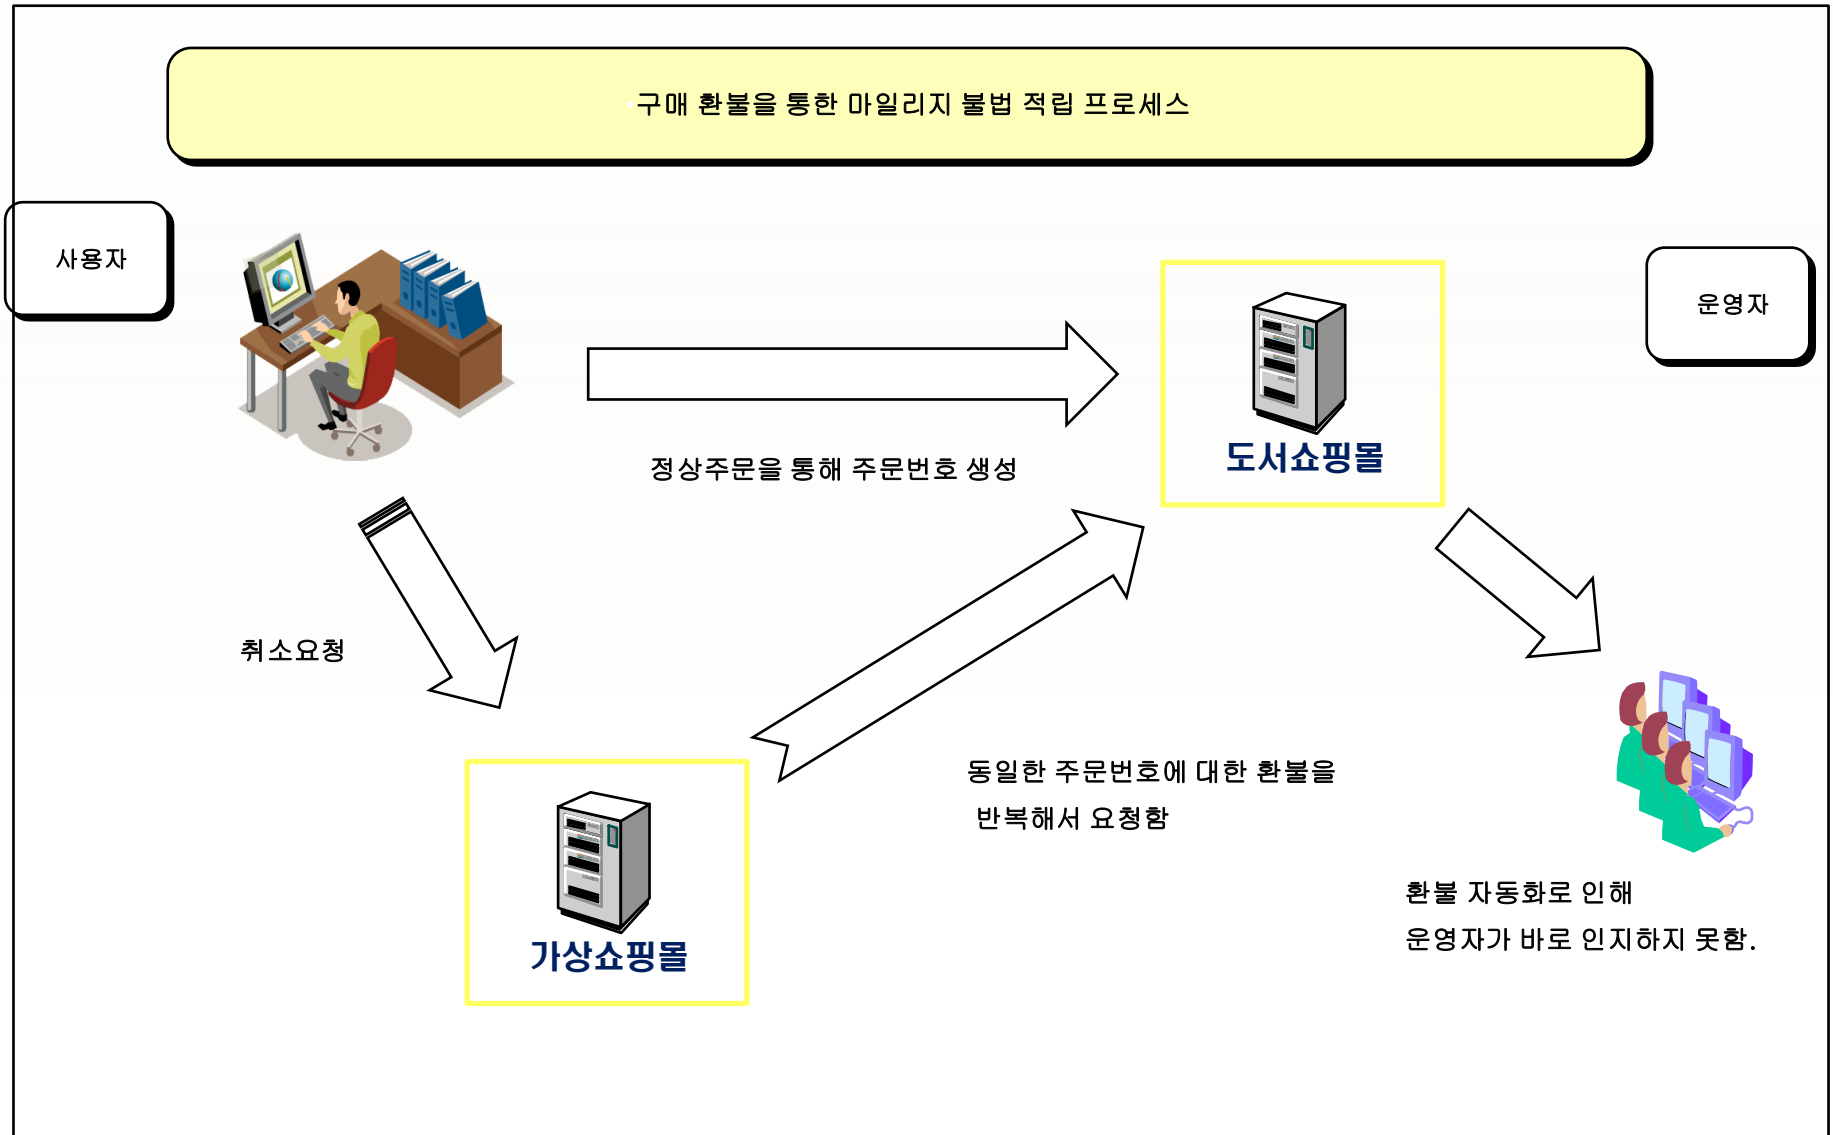 구매 환불을 통한 마일리지 불법 적립 프로세스
사용자
운영자
도서쇼핑몰
정상주문을 통해 주문번호 생성
취소요청
동일한 주문번호에 대한 환불을
반복해서 요청함
가상쇼핑몰
환불 자동화로 인해
운영자가 바로 인지하지 못함.